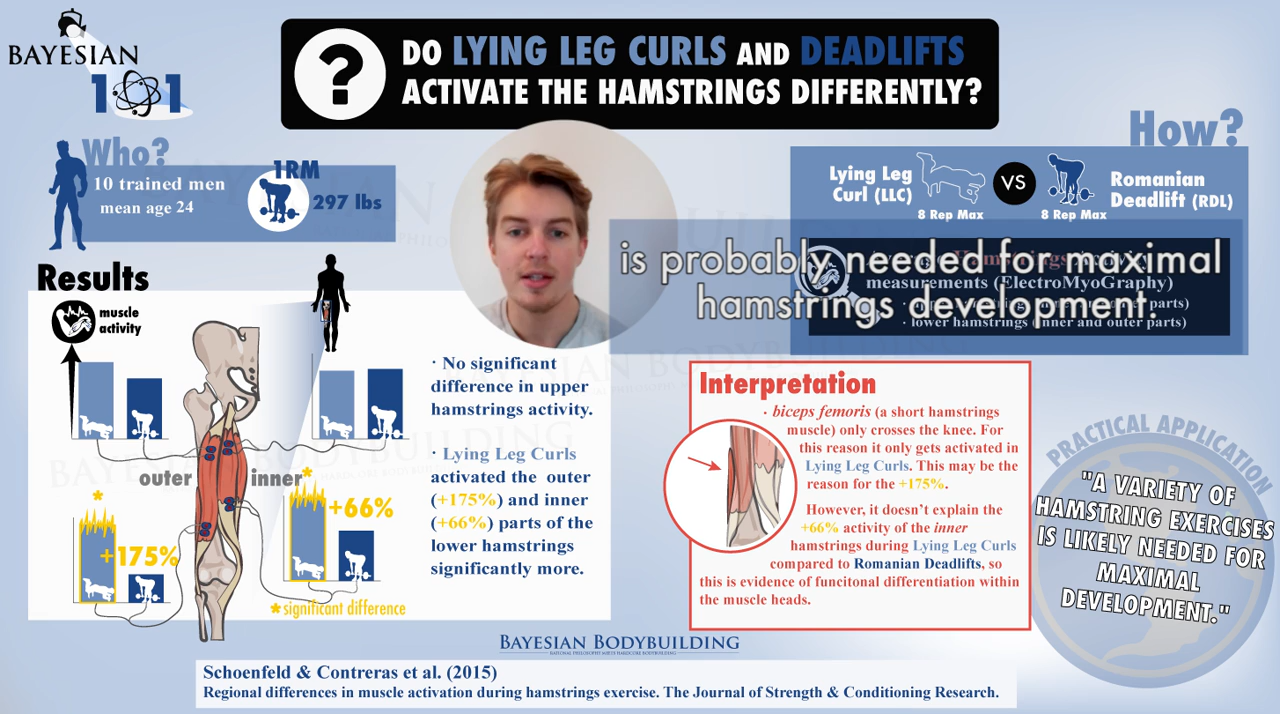 BAYESIAN
101
?
DO LYING LEG CURLS AND DEADLIFTS
ACTIVATE THE HAMSTRINGS DIFFERENTLY?
Who?
10 trained men
mean age 24
1RM
297 lbs
How?
Lying Leg
Curl (LLC)
8 Rep Max
VS
8 Rep Max
Romanian
Deadlift (RDL)
Hamstrings
measurements (ElectroMyoGraphy)
parts)
· lower hamstrings (inner and outer parts)
is probably needed for maximal
hamstrings development.
Results
muscle
activity
outer
inner
*
*
+175%
+66%
*significant difference
· No significant
difference in upper
hamstrings activity.
· Lying Leg Curls
activated the outer
(+175%) and inner
(+66%) parts of the
lower hamstrings
significantly more.
Interpretation
· biceps femoris (a short hamstrings
muscle) only crosses the knee. For
this reason it only gets activated in
Lying Leg Curls. This may be the
reason for the +175%.
However, it doesn't explain the
+66% activity of the inner
hamstrings during Lying Leg Curls
compared to Romanian Deadlifts, so
this is evidence of funcitonal differentiation within
the muscle heads.
PRACTICAL APPLICATION
"A VARIETY OF
HAMSTRING EXERCISES
IS LIKELY NEEDED FOR
MAXIMAL
DEVELOPMENT."
BAYESIAN BODYBUILDING
RATIONAL PHILOSOPHY MEETS HARDCORE BODYBUILDING
Schoenfeld & Contreras et al. (2015)
Regional differences in muscle activation during hamstrings exercise. The Journal of Strength & Conditioning Research.